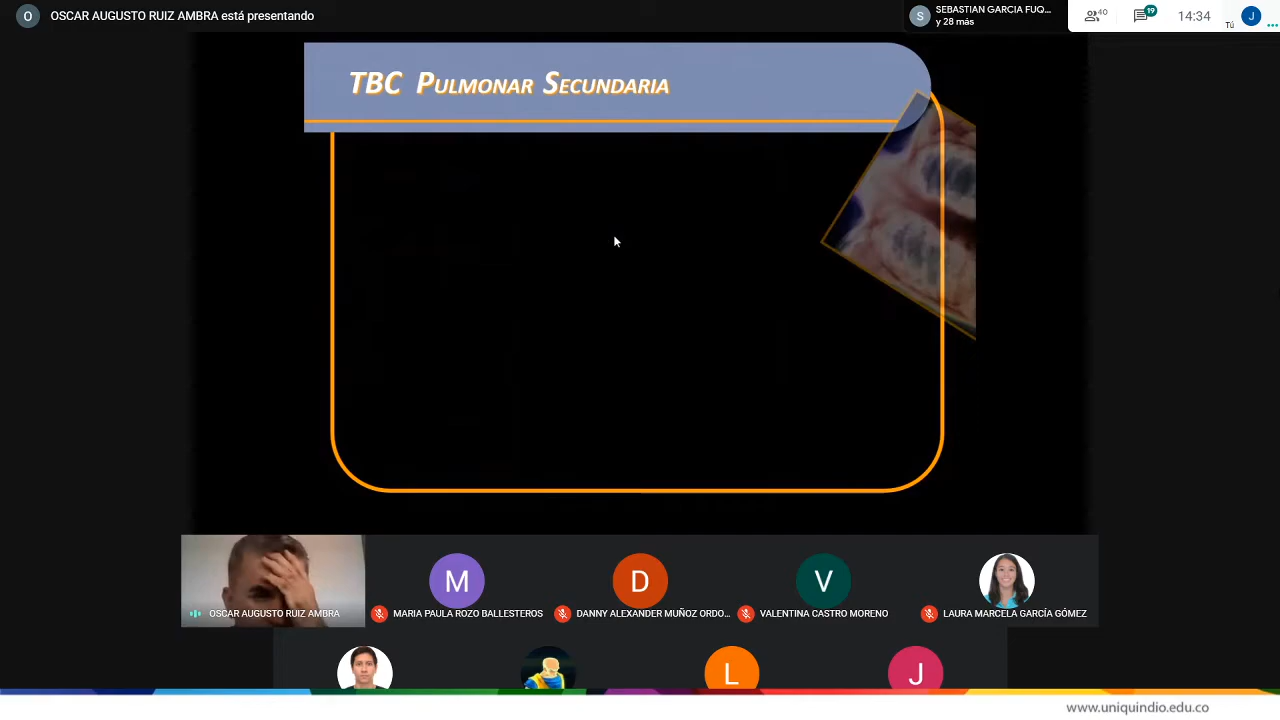 O OSCAR AUGUSTO RUIZ AMBRA está presentando
S SEBASTIAN GARCIA FUQ...
y 28 más
40
19
14:34
Tú
J
TBC PULMONAR SECUNDARIA
M
D
V
OSCAR AUGUSTO RUIZ AMBRA
MARIA PAULA ROZO BALLESTEROS
DANNY ALEXANDER MUÑOZ ORDO...
VALENTINA CASTRO MORENO
LAURA MARCELA GARCÍA GÓMEZ
L
J
www.uniquindio.edu.co